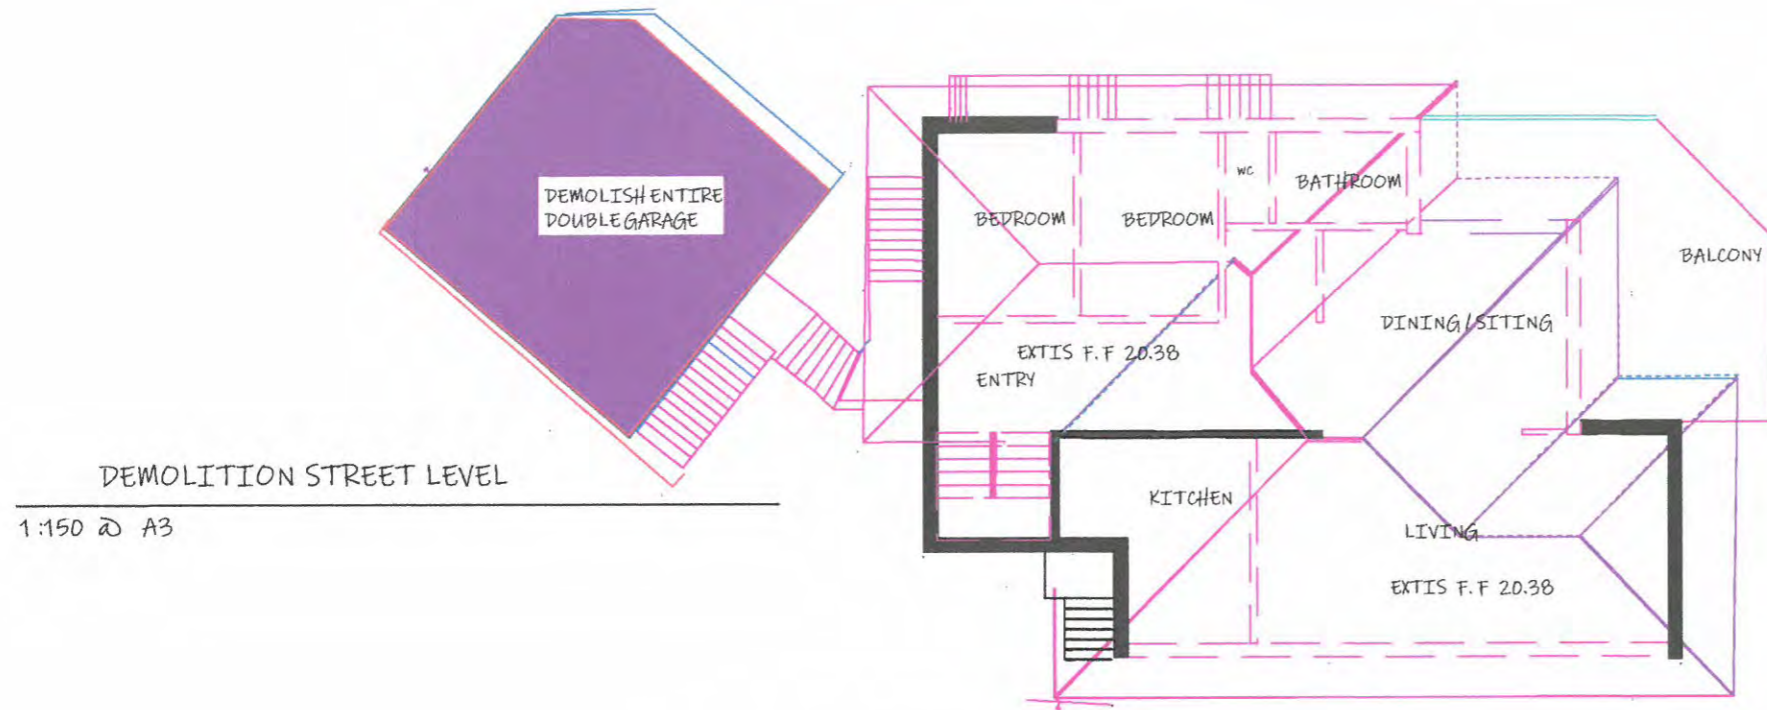 DEMOLISH ENTIRE
DOUBLE GARAGE
WC
BATHROOM
BEDROOM
BEDROOM
BALCONY
DINING/SITING
EXTIS F.F 20.38
ENTRY
DEMOLITION STREET LEVEL
1:150 @ A3
KITCHEN
LIVING
EXTIS F.F 20.38